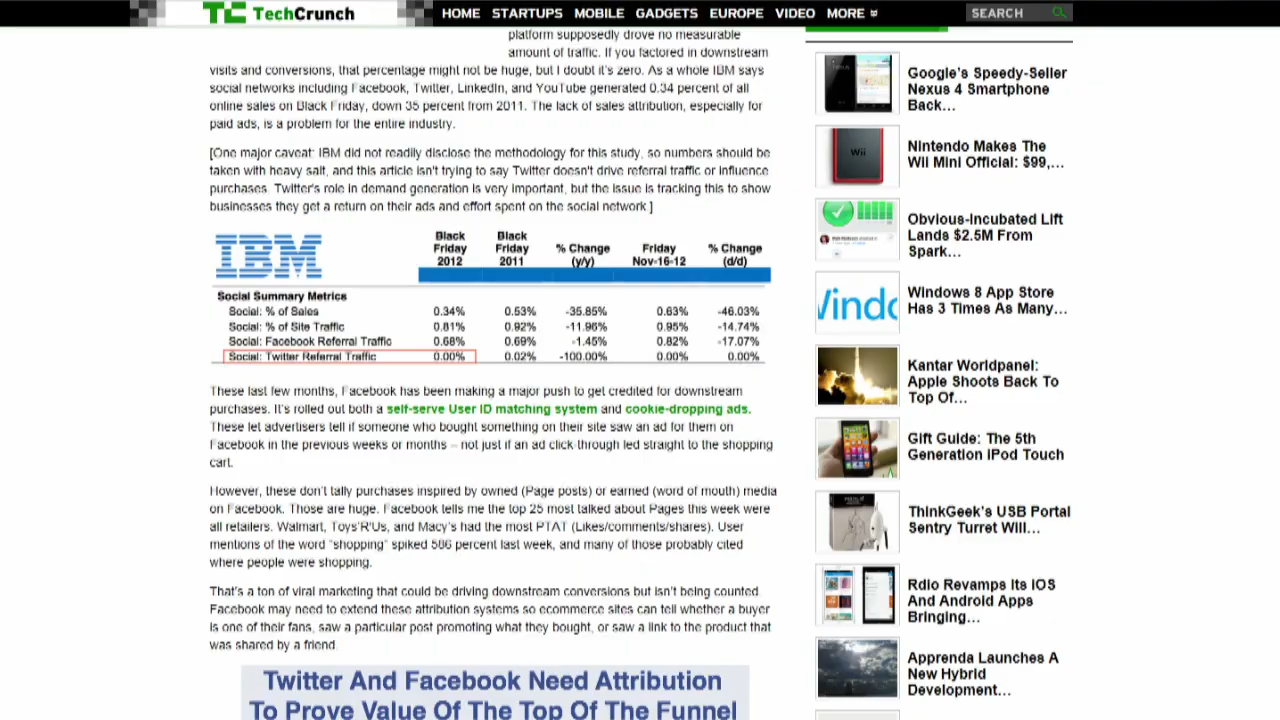 TechCrunch
HOME STARTUPS MOBILE GADGETS EUROPE VIDEO MORE
SEARCH
platform supposedly drove no measurable
amount of traffic. If you factored in downstream
visits and conversions, that percentage might not be huge, but I doubt it's zero. As a whole IBM says
social networks including Facebook, Twitter, LinkedIn, and YouTube generated 0.34 percent of all
online sales on Black Friday, down 35 percent from 2011. The lack of sales attribution, especially for
paid ads, is a problem for the entire industry.
[One major caveat: IBM did not readily disclose the methodology for this study, so numbers should be
taken with heavy salt, and this article isn't trying to say Twitter doesn't drive referral traffic or influence
purchases. Twitter's role in demand generation is very important, but the issue is tracking this to show
businesses they get a return on their ads and effort spent on the social network.]
IBM
Black Friday 2012 Black Friday 2011 % Change (y/y) Friday Nov-16-12 % Change (d/d)
Social Summary Metrics
Social: % of Sales 0.34% 0.53% -35.85% 0.63% -46.03%
Social: % of Site Traffic 0.81% 0.92% -11.96% 0.95% -14.74%
Social: Facebook Referral Traffic 0.68% 0.69% -1.45% 0.82% -17.07%
Social: Twitter Referral Traffic 0.00% 0.02% -100.00% 0.00% 0.00%
These last few months, Facebook has been making a major push to get credited for downstream
purchases. It's rolled out both a self-serve User ID matching system and cookie-dropping ads.
These let advertisers tell if someone who bought something on their site saw an ad for them on
Facebook in the previous weeks or months – not just if an ad click-through led straight to the shopping
cart.
However, these don't tally purchases inspired by owned (Page posts) or earned (word of mouth) media
on Facebook. Those are huge. Facebook tells me the top 25 most talked about Pages this week were
all retailers. Walmart, Toys'R'Us, and Macy's had the most PTAT (Likes/comments/shares). User
mentions of the word "shopping" spiked 586 percent last week, and many of those probably cited
where people were shopping.
That's a ton of viral marketing that could be driving downstream conversions but isn't being counted.
Facebook may need to extend these attribution systems so ecommerce sites can tell whether a buyer
is one of their fans, saw a particular post promoting what they bought, or saw a link to the product that
was shared by a friend.
Twitter And Facebook Need Attribution
To Prove Value Of The Top Of The Funnel
Google's Speedy-Seller
Nexus 4 Smartphone
Back...
Wii
Nintendo Makes The
Wii Mini Official: $99,...
Obvious-Incubated Lift
Lands $2.5M From
Spark...
Windo
Windows 8 App Store
Has 3 Times As Many...
Kantar Worldpanel:
Apple Shoots Back To
Top Of...
Gift Guide: The 5th
Generation iPod Touch
ThinkGeek's USB Portal
Sentry Turret Will...
Rdio Revamps Its iOS
And Android Apps
Bringing...
Apprenda Launches A
New Hybrid
Development...